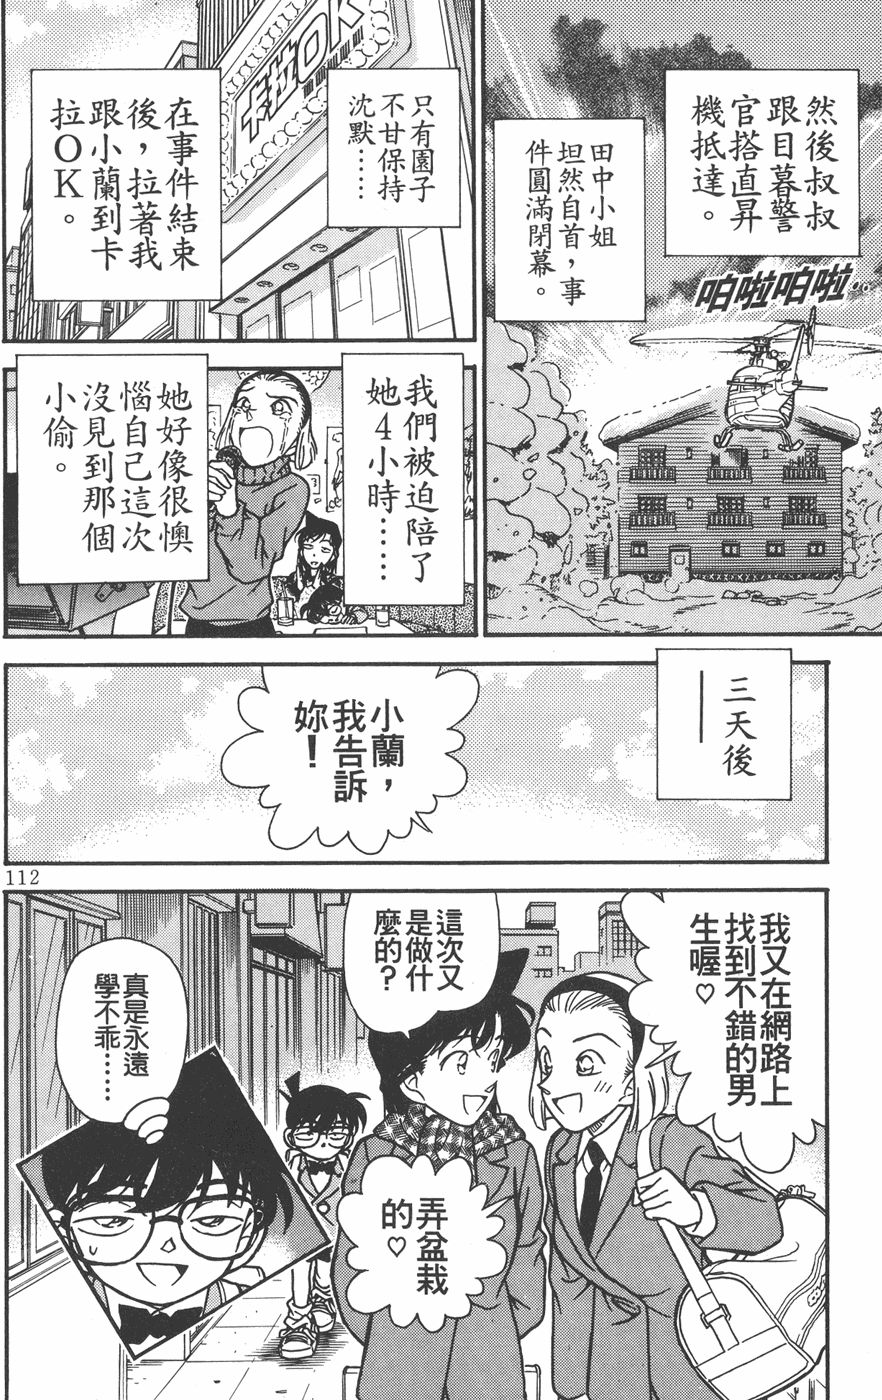 然後叔叔
跟目暮警
官搭直昇
機抵達。
田中小姐
坦然自首，事
件圓滿閉幕。
咱啦咱啦..
卡拉OK
只有園子
不甘保持
沈默……
在事件結束
後，拉著我
跟小蘭到卡
拉OK。
我們被迫陪了
她4小時……
她好像很懊
惱自己這次
沒見到那個
小偷。
三天後
——
小蘭，
我告訴
妳！
112
我又在網路上
找到不錯的男
生喔♡
這次又
是做什
麼的？
弄盆栽
的♡
真是永遠
學不乖……